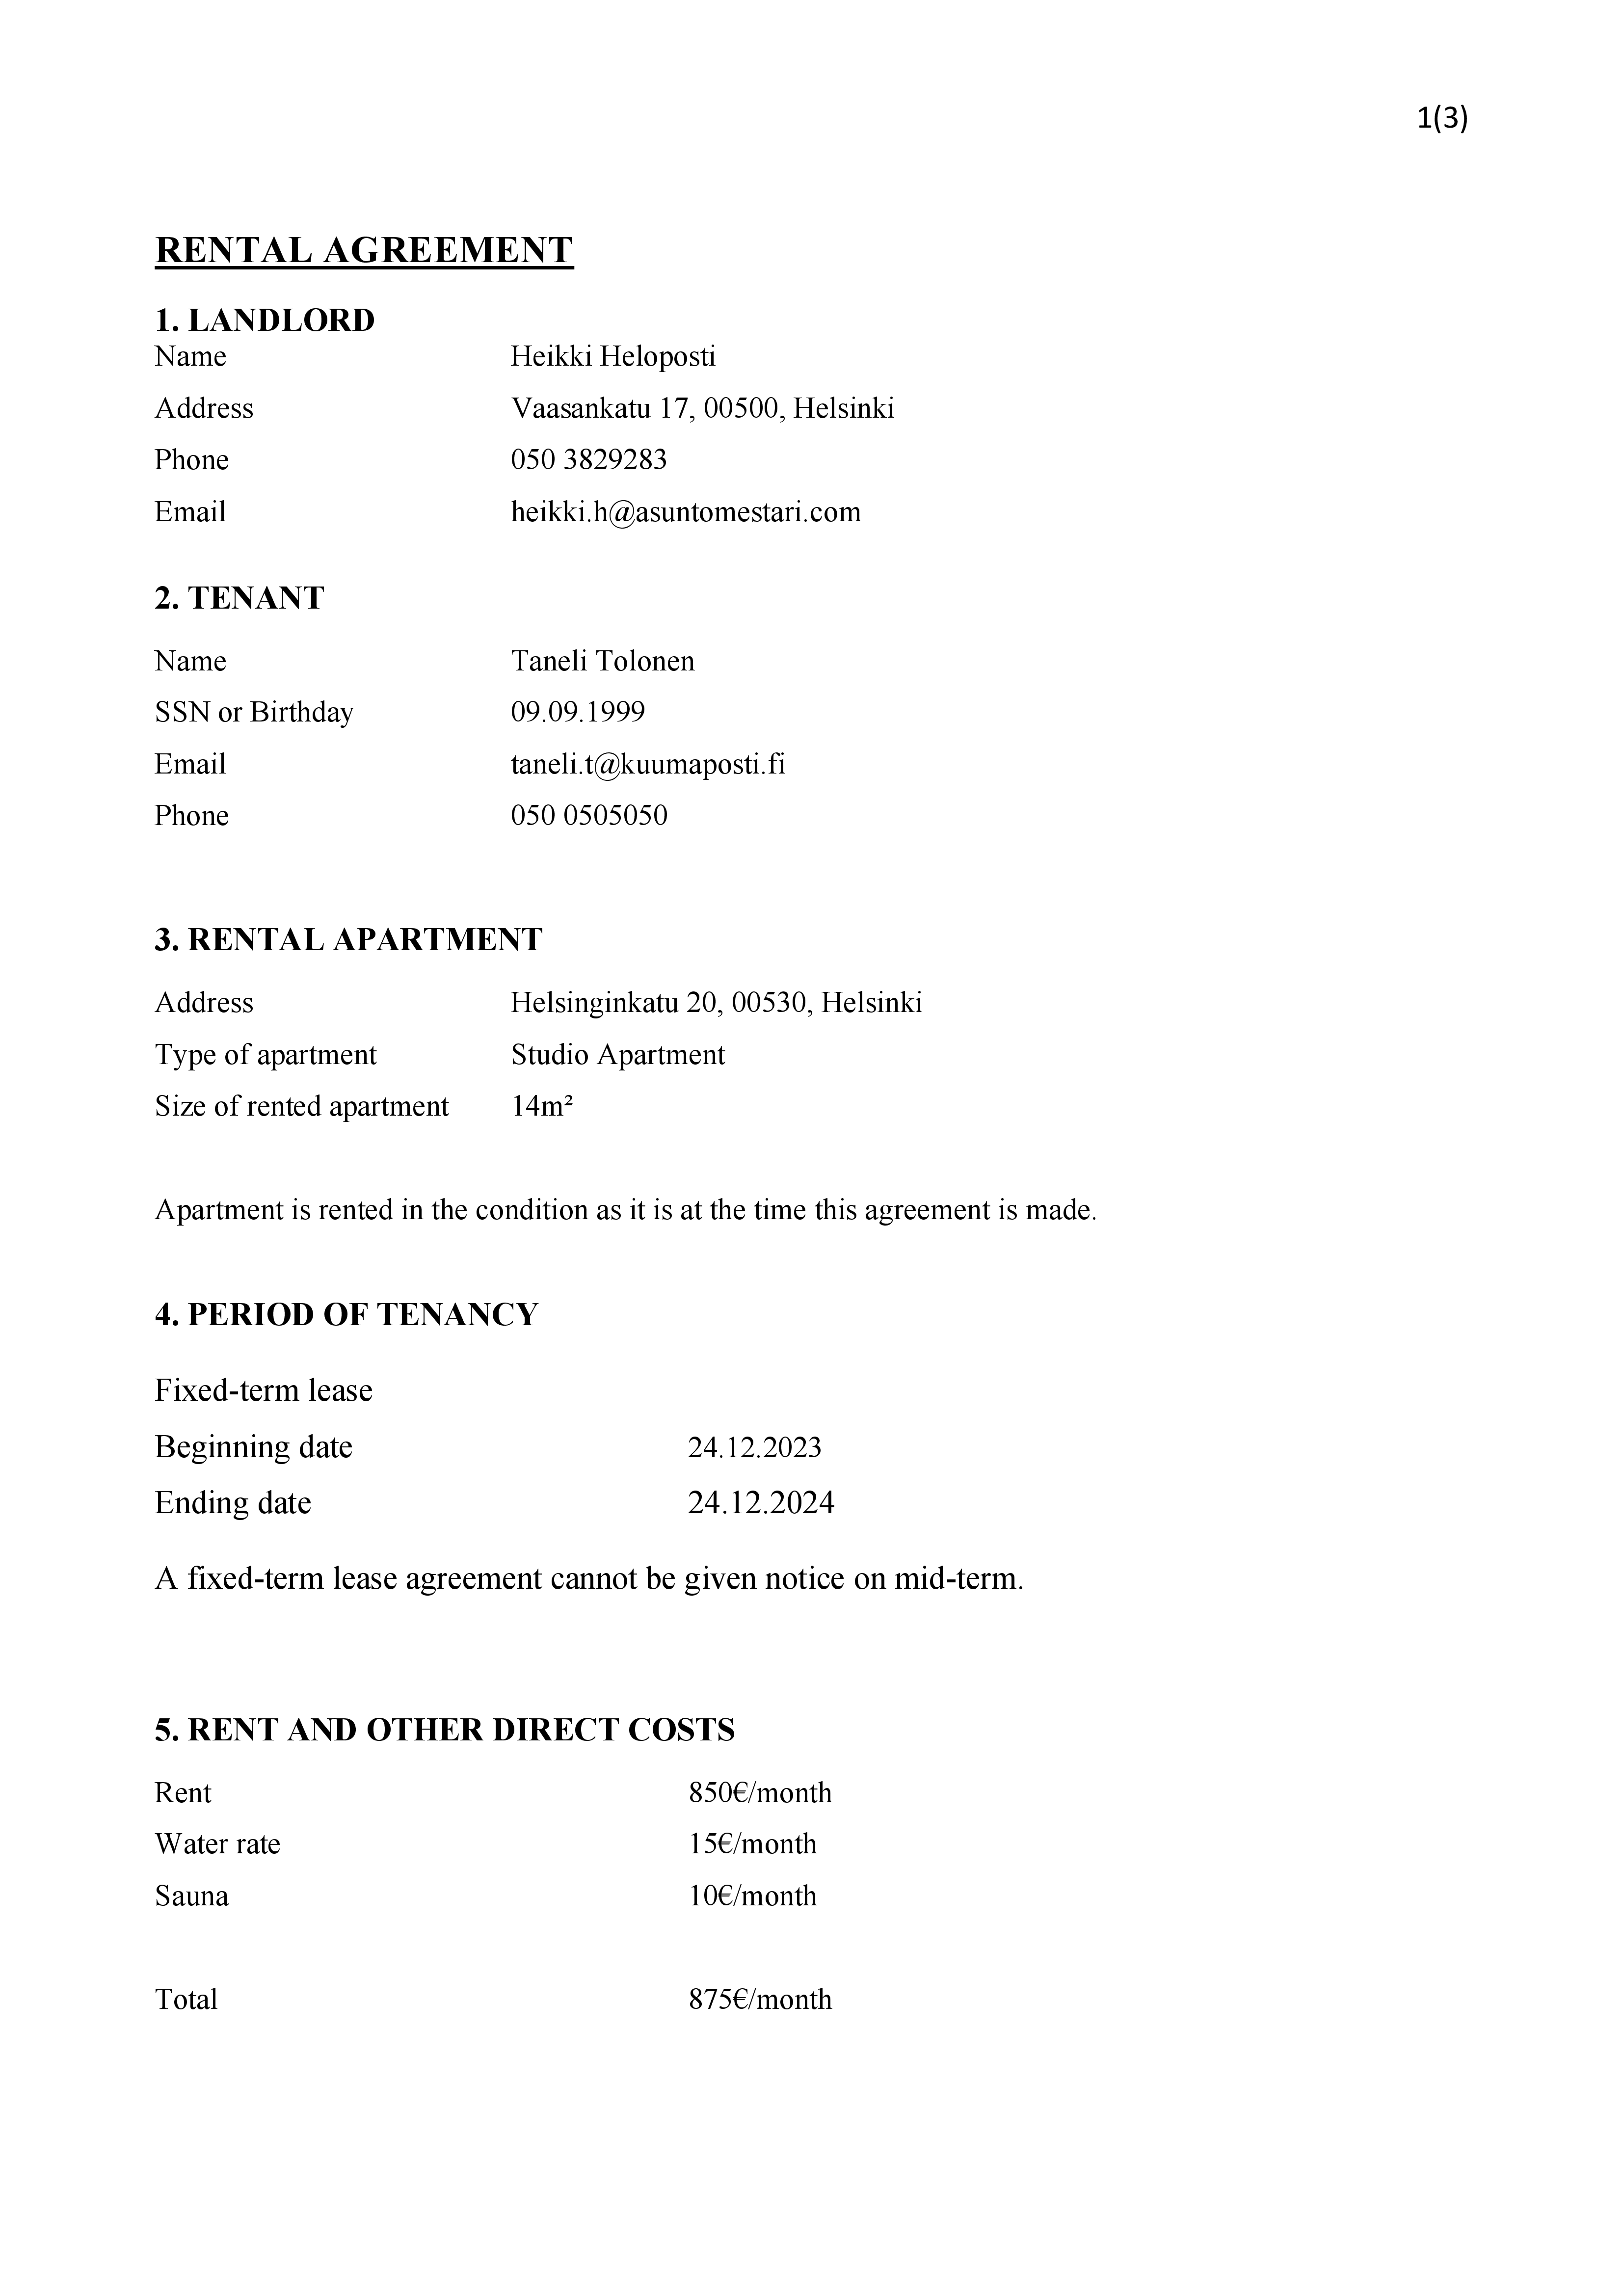 1(3)
RENTAL AGREEMENT
1. LANDLORD
Name Heikki Heloposti
Address Vaasankatu 17, 00500, Helsinki
Phone 050 3829283
Email heikki.h@asuntomestari.com
2. TENANT
Name Taneli Tolonen
SSN or Birthday 09.09.1999
Email taneli.t@kuumaposti.fi
Phone 050 0505050
3. RENTAL APARTMENT
Address Helsinginkatu 20, 00530, Helsinki
Type of apartment Studio Apartment
Size of rented apartment 14m²
Apartment is rented in the condition as it is at the time this agreement is made.
4. PERIOD OF TENANCY
Fixed-term lease
Beginning date 24.12.2023
Ending date 24.12.2024
A fixed-term lease agreement cannot be given notice on mid-term.
5. RENT AND OTHER DIRECT COSTS
Rent 850€/month
Water rate 15€/month
Sauna 10€/month
Total 875€/month